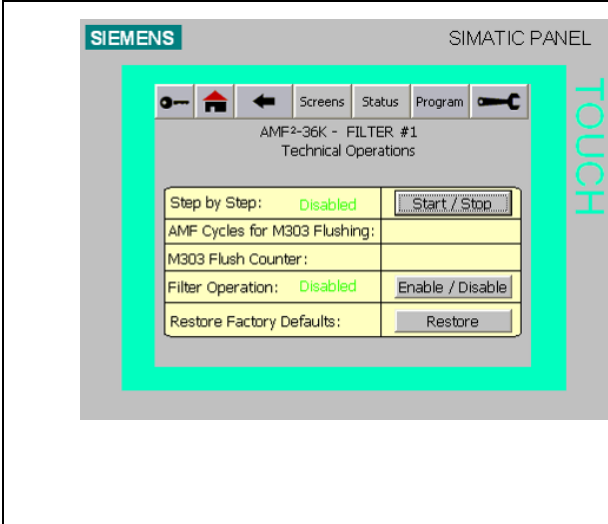 SIEMENS
SIMATIC PANEL
TOUCH
Screens Status Program
AMF²-36K - FILTER #1
Technical Operations
Step by Step: Disabled Start / Stop
AMF Cycles for M303 Flushing:
M303 Flush Counter:
Filter Operation: Disabled Enable / Disable
Restore Factory Defaults: Restore